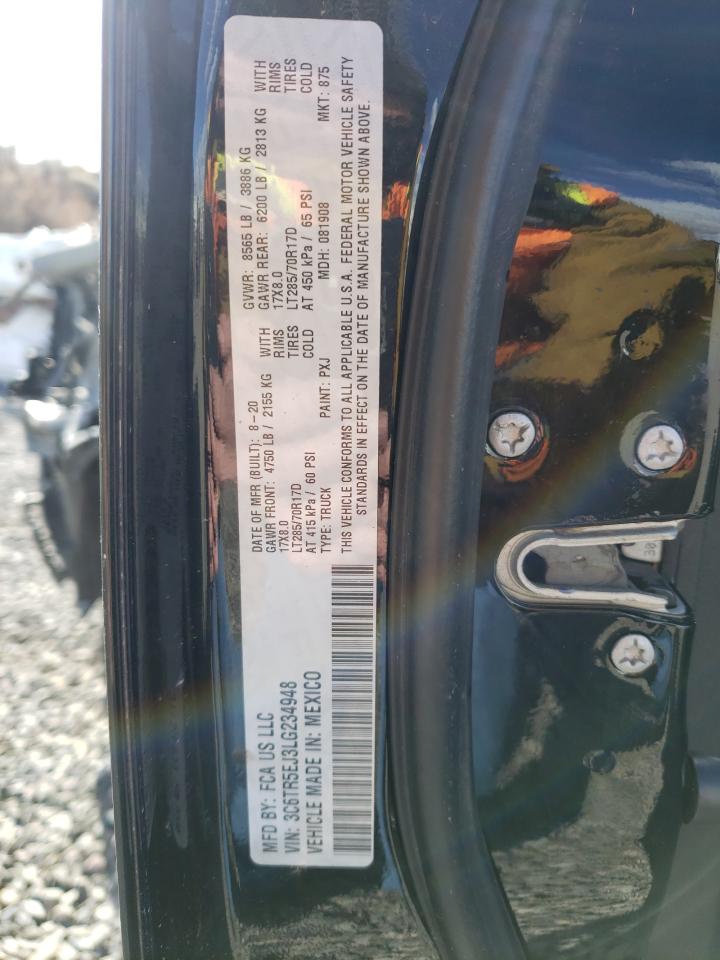 MFD BY: FCA US LLC
VIN: 3C6TR5EJ3LG234948
VEHICLE MADE IN: MEXICO
DATE OF MFR (BUILT): 8-20 GVWR: 8565 LB / 3886 KG
GAWR FRONT: 4750 LB / 2155 KG WITH GAWR REAR: 6200 LB / 2813 KG WITH
17X8.0 RIMS 17X8.0 RIMS
LT285/70R17D TIRES LT285/70R17D TIRES
AT 415 kPa / 60 PSI COLD AT 450 kPa / 65 PSI COLD
TYPE: TRUCK PAINT: PXJ MDH: 081908 MKT: 875
THIS VEHICLE CONFORMS TO ALL APPLICABLE U.S.A. FEDERAL MOTOR VEHICLE SAFETY
STANDARDS IN EFFECT ON THE DATE OF MANUFACTURE SHOWN ABOVE.